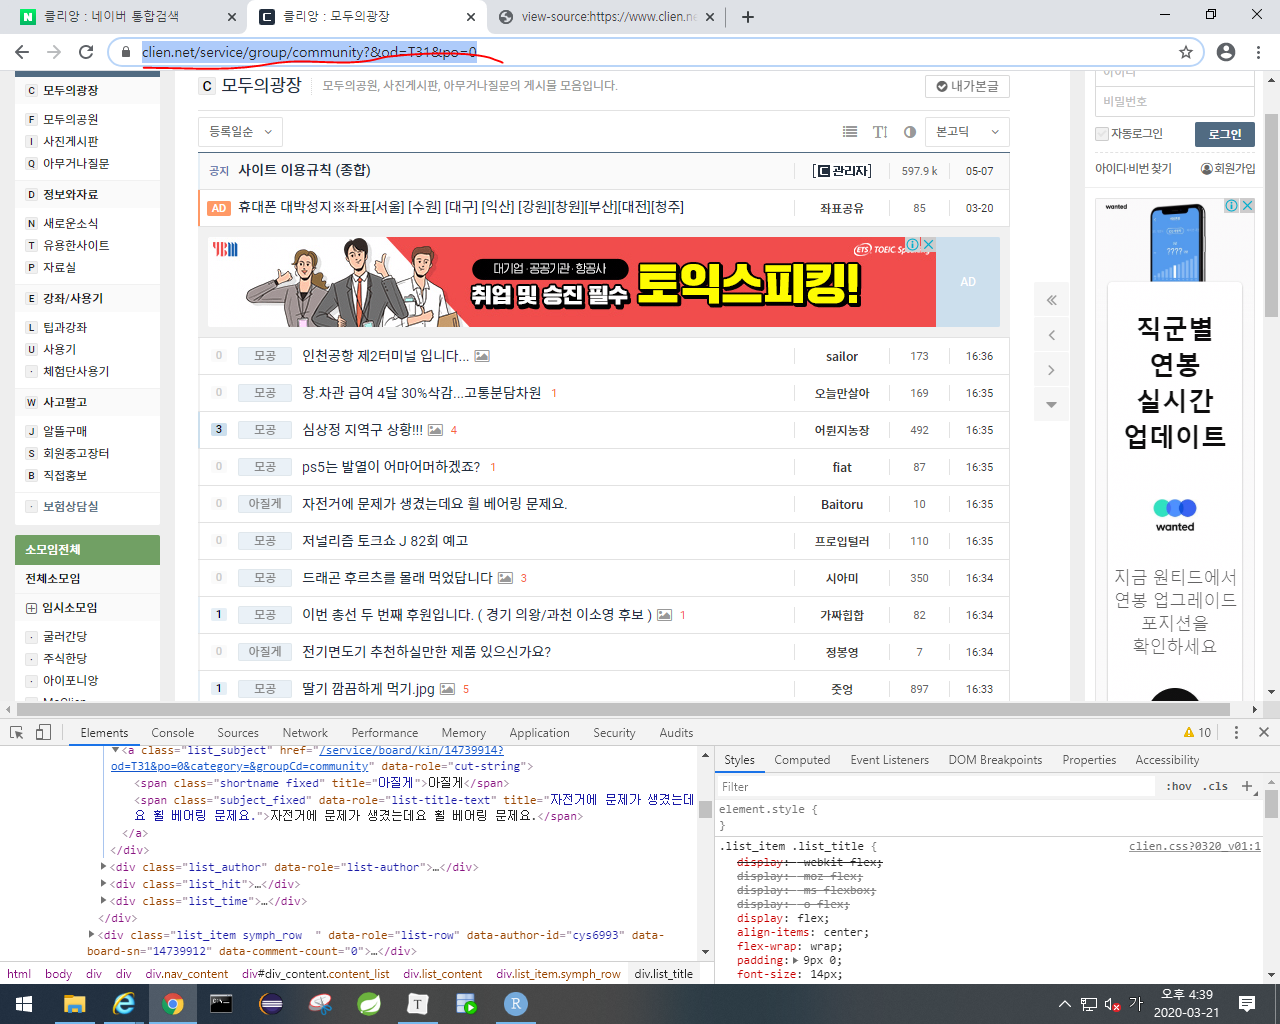 클리앙 : 네이버 통합검색
클리앙 : 모두의광장
view-source:https://www.clien.ne
clien.net/service/group/community?&od=T31&po=0
C 모두의광장
F 모두의공원
I 사진게시판
Q 아무거나질문
D 정보와자료
N 새로운소식
T 유용한사이트
P 자료실
E 강좌/사용기
L 팁과강좌
U 사용기
· 체험단사용기
W 사고팔고
J 알뜰구매
S 회원중고장터
B 직접홍보
· 보험상담실
소모임전체
전체소모임
임시소모임
· 굴러간당
· 주식한당
· 아이포니앙
C 모두의광장 모두의공원, 사진게시판, 아무거나질문의 게시물 모음입니다. 내가본글
등록일순 본고딕
공지 사이트 이용규칙 (종합) [C 관리자] 597.9 k 05-07
AD 휴대폰 대박성지※좌표[서울] [수원] [대구] [익산] [강원][창원][부산][대전][청주] 좌표공유 85 03-20
YBM 대기업·공공기관·항공사 ETS TOEIC
취업 및 승진 필수 토익스피킹! AD
0 모공 인천공항 제2터미널 입니다... sailor 173 16:36
0 모공 장.차관 급여 4달 30%삭감...고통분담차원 1 오늘만살아 169 16:35
3 모공 심상정 지역구 상황!!! 4 어뭔지농장 492 16:35
0 모공 ps5는 발열이 어마어머하겠죠? 1 fiat 87 16:35
0 아질게 자전거에 문제가 생겼는데요 휠 베어링 문제요. Baitoru 10 16:35
0 모공 저널리즘 토크쇼 J 82회 예고 프로입털러 110 16:35
0 모공 드래곤 후르츠를 몰래 먹었답니다 3 시아미 350 16:34
1 모공 이번 총선 두 번째 후원입니다. ( 경기 의왕/과천 이소영 후보 ) 1 가짜힙합 82 16:34
0 아질게 전기면도기 추천하실만한 제품 있으신가요? 정봉영 7 16:34
1 모공 딸기 깜끔하게 먹기.jpg 5 줏엉 897 16:33
아이디
비밀번호
자동로그인 로그인
아이디·비번 찾기 회원가입
wanted
????
직군별
연봉
실시간
업데이트
wanted
지금 원티드에서
연봉 업그레이드
포지션을
확인하세요
Elements Console Sources Network Performance Memory Application Security Audits 10
▼<a class="list_subject" href="/service/board/kin/14739914?
od=T31&po=0&category=&groupCd=community" data-role="cut-string">
<span class="shortname fixed" title="아질게">아질게</span>
<span class="subject_fixed" data-role="list-title-text" title="자전거에 문제가 생겼는데
요 휠 베어링 문제요.">자전거에 문제가 생겼는데요 휠 베어링 문제요.</span>
</a>
</div>
▶<div class="list_author" data-role="list-author">…</div>
▶<div class="list_hit">…</div>
▶<div class="list_time">…</div>
</div>
▶<div class="list_item symph_row  " data-role="list-row" data-author-id="cys6993" data-
board-sn="14739912" data-comment-count="0">…</div>
html body div div div.nav_content div#div_content.content_list div.list_content div.list_item.symph_row div.list_title
Styles Computed Event Listeners DOM Breakpoints Properties Accessibility
Filter :hov .cls +
element.style {
}
.list_item .list_title { clien.css?0320_v01:1
display: -webkit-flex;
display: -moz-flex;
display: -ms-flexbox;
display: -o-flex;
display: flex;
align-items: center;
flex-wrap: wrap;
padding:▶ 9px 0;
font-size: 14px;
가
오후 4:39
2020-03-21